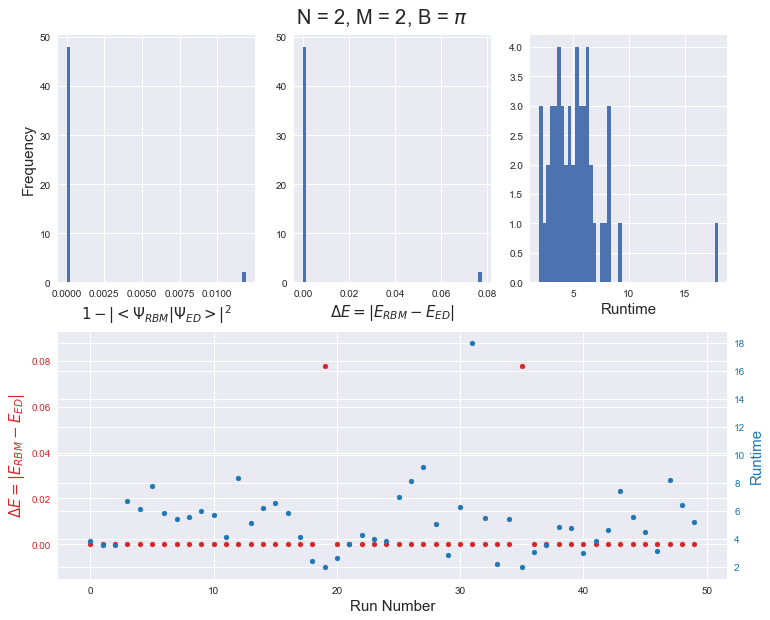 N = 2, M = 2, B = π
Frequency
50
40
30
20
10
0
0.0000 0.0025 0.0050 0.0075 0.0100
1 − | < Ψ_RBM|Ψ_ED > |²
50
40
30
20
10
0
0.00 0.02 0.04 0.06 0.08
ΔE = |E_RBM − E_ED|
4.0
3.5
3.0
2.5
2.0
1.5
1.0
0.5
0.0
5 10 15
Runtime
ΔE = |E_RBM − E_ED|
0.08
0.06
0.04
0.02
0.00
0 10 20 30 40 50
Run Number
18
16
14
12
10
8
6
4
2
Runtime